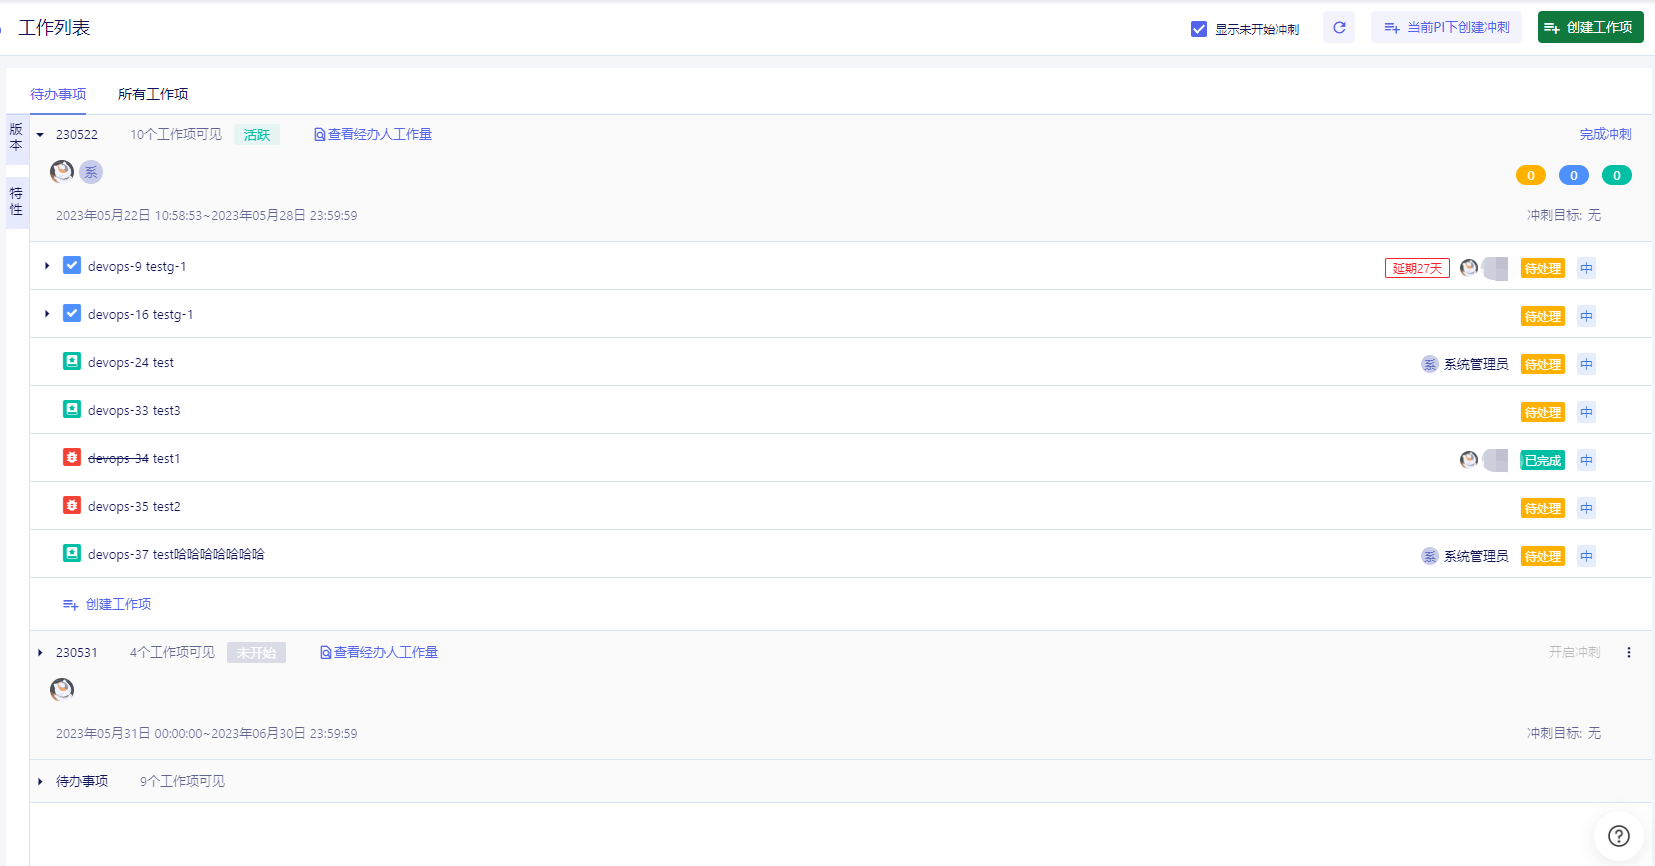 工作列表
显示未开始冲刺
当前PI下创建冲刺
创建工作项
待办事项
所有工作项
版本
特性
230522 10个工作项可见 活跃 查看经办人工作量 完成冲刺
系 0 0 0
2023年05月22日 10:58:53~2023年05月28日 23:59:59 冲刺目标: 无
devops-9 testg-1 延期27天 待处理 中
devops-16 testg-1 待处理 中
devops-24 test 系 系统管理员 待处理 中
devops-33 test3 待处理 中
devops-34 test1 已完成 中
devops-35 test2 待处理 中
devops-37 test哈哈哈哈哈哈哈 系 系统管理员 待处理 中
创建工作项
230531 4个工作项可见 未开始 查看经办人工作量 开启冲刺
2023年05月31日 00:00:00~2023年06月30日 23:59:59 冲刺目标: 无
待办事项 9个工作项可见